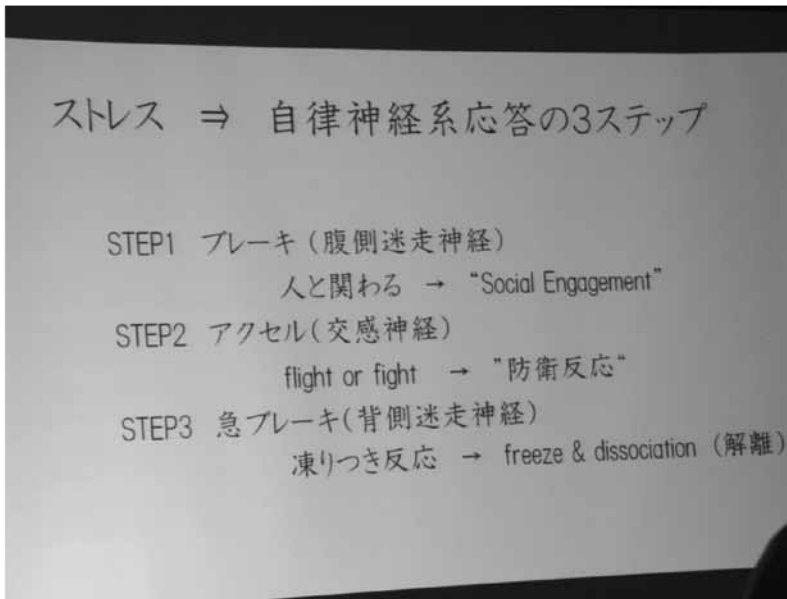 ストレス ⇒ 自律神経系応答の3ステップ
STEP1 ブレーキ(腹側迷走神経)
人と関わる → “Social Engagement”
STEP2 アクセル(交感神経)
flight or fight → "防衛反応“
STEP3 急ブレーキ(背側迷走神経)
凍りつき反応 → freeze & dissociation (解離)